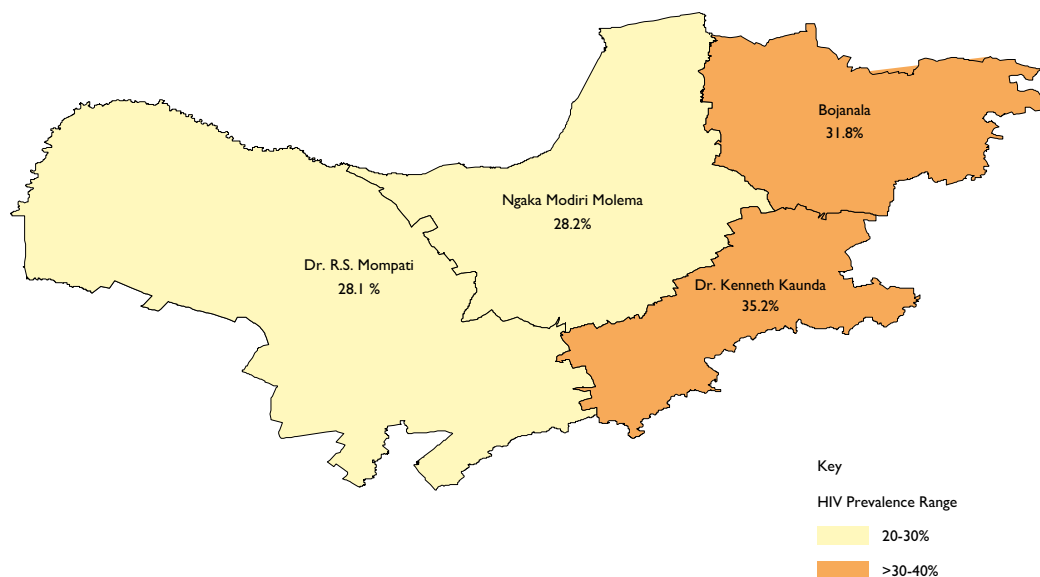 Bojanala
31.8%
Ngaka Modiri Molema
28.2%
Dr. R.S. Mompati
28.1 %
Dr. Kenneth Kaunda
35.2%
Key
HIV Prevalence Range
20-30%
>30-40%